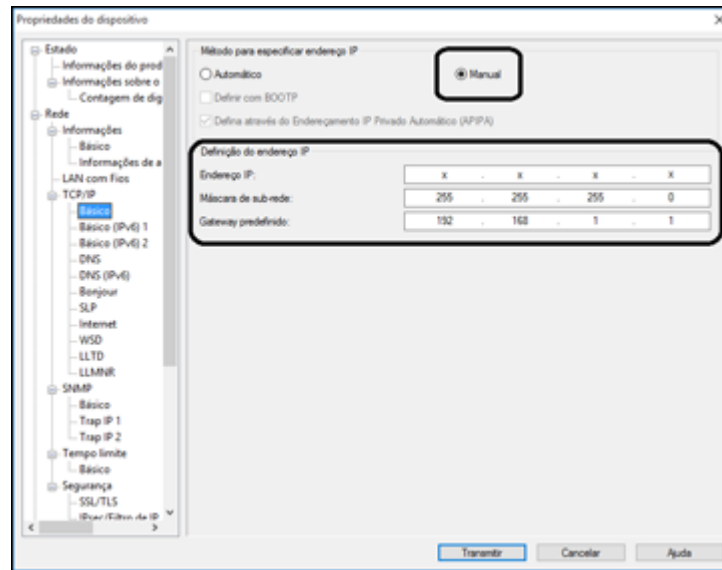 Propriedades do dispositivo
Estado
Informações do prod
Informações sobre o
Contagem de dig
Rede
Informações
Básico
Informações de a
LAN com Fios
TCP/IP
Básico
Básico (IPv6) 1
Básico (IPv6) 2
DNS
DNS (IPv6)
Bonjour
SLP
Internet
WSD
LLTD
LLMNR
SNMP
Básico
Trap IP 1
Trap IP 2
Tempo limite
Básico
Segurança
SSL/TLS
IPsec/Filtro de IP
Método para especificar endereço IP
Automático
Manual
Definir com BOOTP
Defina através do Endereçamento IP Privado Automático (APIPA)
Definição do endereço IP
Endereço IP: x . x . x . x
Máscara de sub-rede: 255 . 255 . 255 . 0
Gateway predefinido: 192 . 168 . 1 . 1
Transmitir Cancelar Ajuda